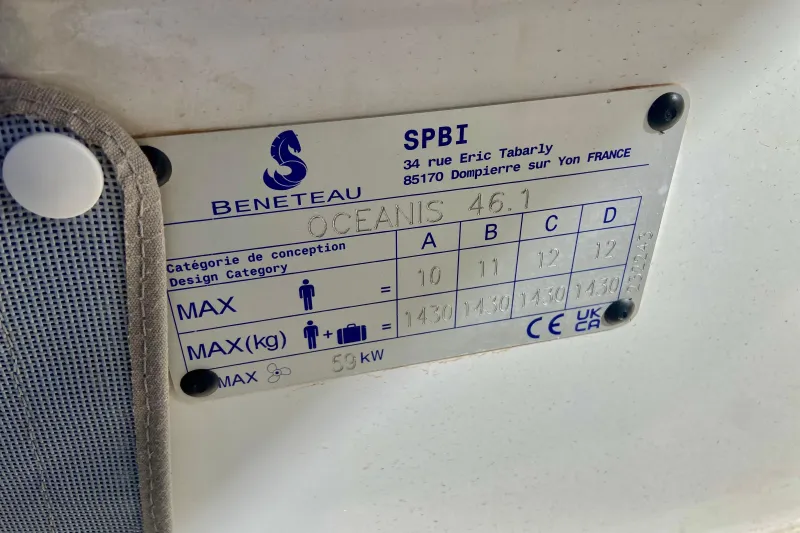 BENETEAU
SPBI
34 rue Eric Tabarly
85170 Dompierre sur Yon FRANCE
OCEANIS 46.1
Catégorie de conception
Design Category
A B C D
MAX = 10 11 12 12
MAX(kg) + = 1430 1430 1430 1430
MAX 59 kW
CE UK
CA